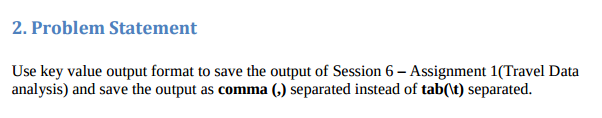 2. Problem Statement
Use key value output format to save the output of Session 6 – Assignment 1(Travel Data
analysis) and save the output as comma (,) separated instead of tab(\t) separated.